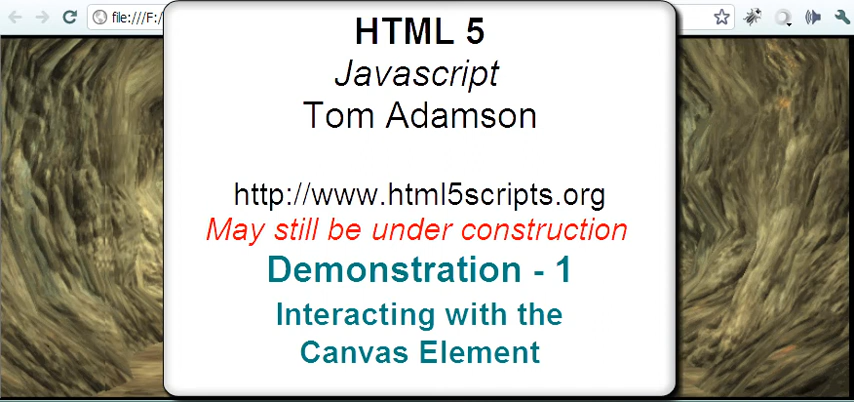 file:///F:/
HTML 5
Javascript
Tom Adamson
http://www.html5scripts.org
May still be under construction
Demonstration - 1
Interacting with the
Canvas Element